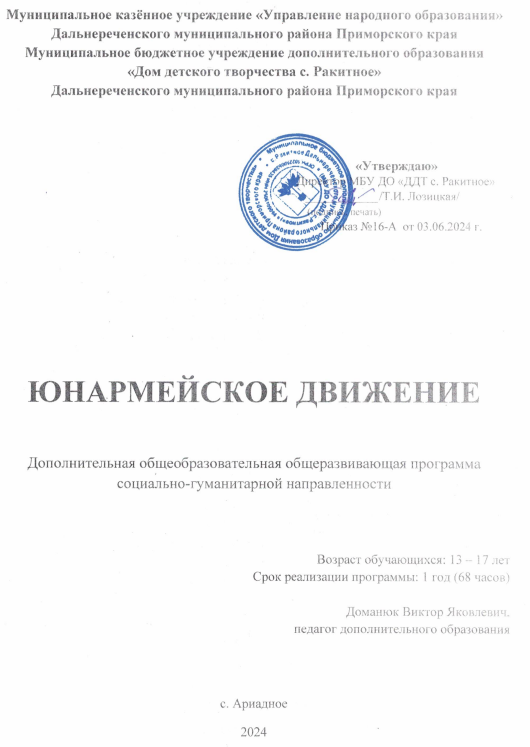 Муниципальное казённое учреждение «Управление народного образования»
Дальнереченского муниципального района Приморского края
Муниципальное бюджетное учреждение дополнительного образования
«Дом детского творчества с. Ракитное»
Дальнереченского муниципального района Приморского края
«Утверждаю»
Директор МБУ ДО «ДДТ с. Ракитное»
/Т.И. Лозицкая/
печать)
Приказ №16-А от 03.06.2024 г.
ЮНАРМЕЙСКОЕ ДВИЖЕНИЕ
Дополнительная общеобразовательная общеразвивающая программа
социально-гуманитарной направленности
Возраст обучающихся: 13 – 17 лет
Срок реализации программы: 1 год (68 часов)
Доманюк Виктор Яковлевич,
педагог дополнительного образования
с. Ариадное
2024